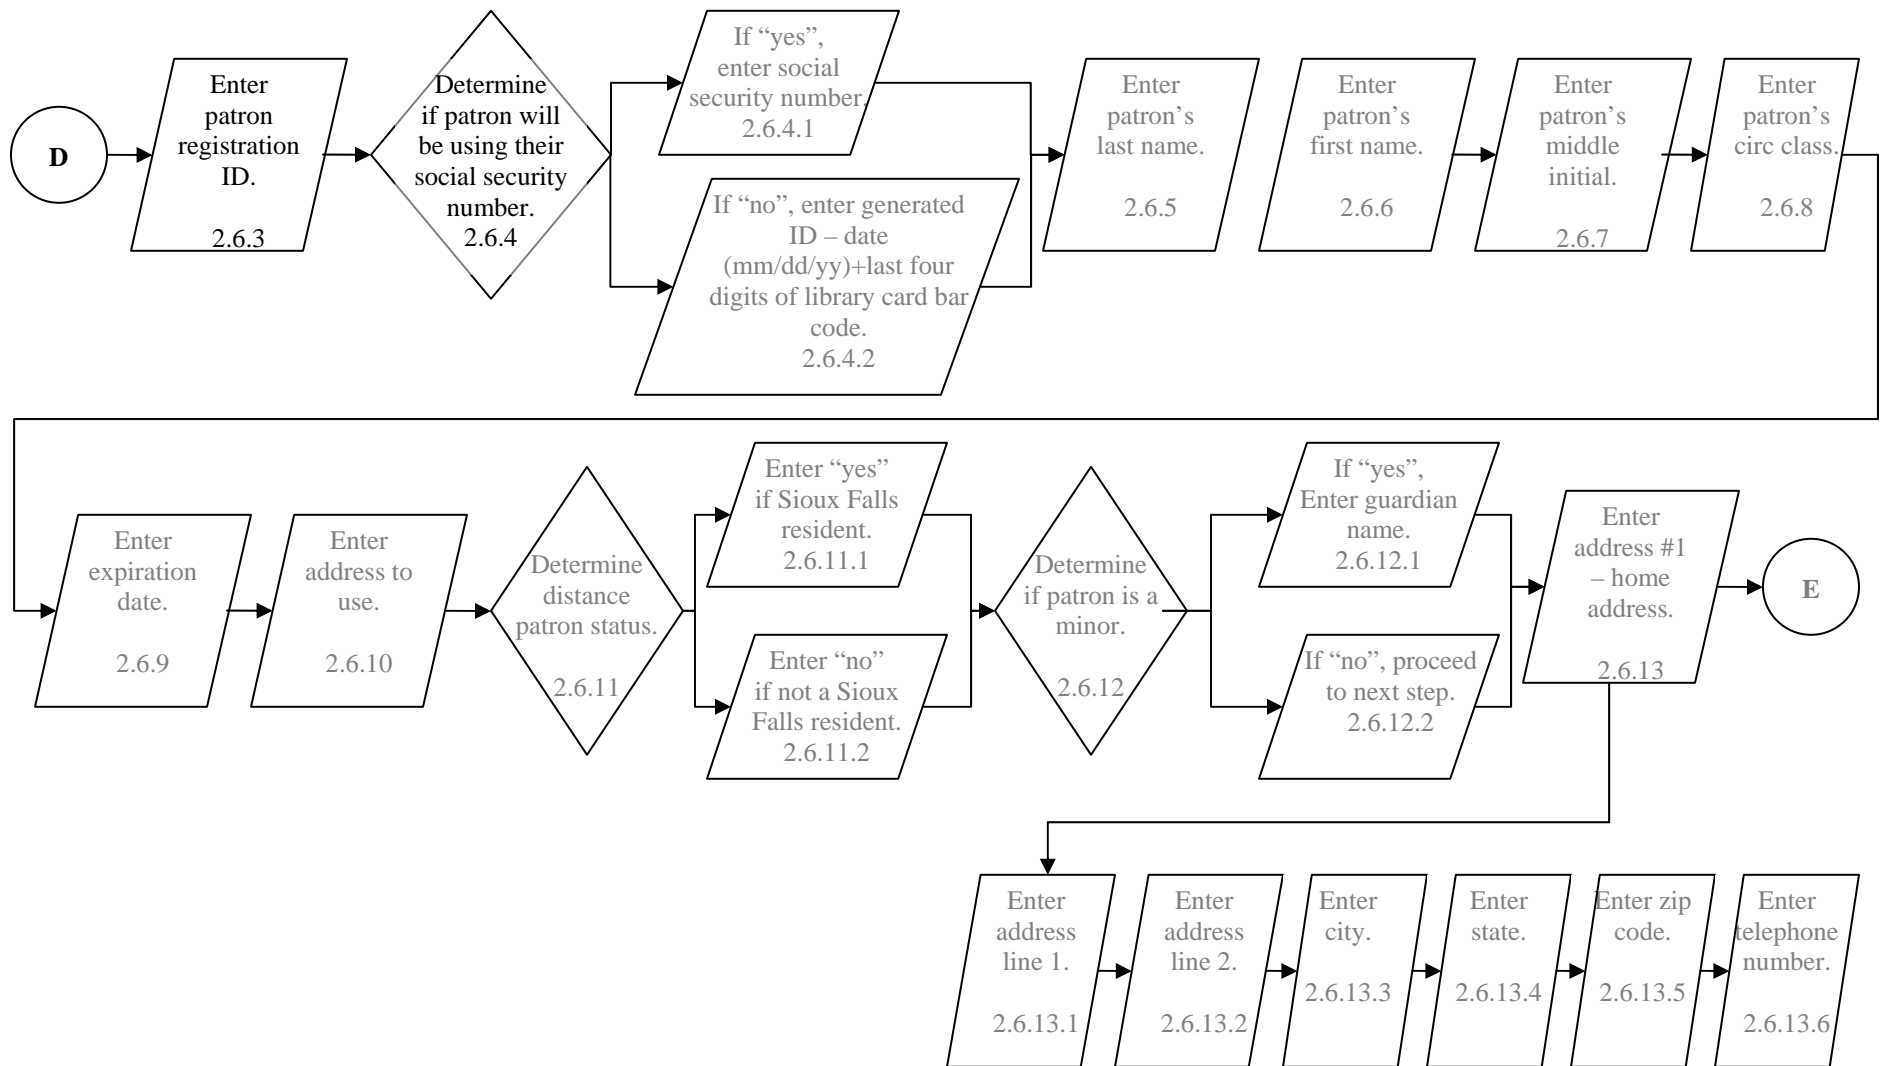 D
Enter
patron
registration
ID.
2.6.3
Determine
if patron will
be using their
social security
number.
2.6.4
If “yes”,
enter social
security number.
2.6.4.1
If “no”, enter generated
ID – date
(mm/dd/yy)+last four
digits of library card bar
code.
2.6.4.2
Enter
patron’s
last name.
2.6.5
Enter
patron’s
first name.
2.6.6
Enter
patron’s
middle
initial.
2.6.7
Enter
patron’s
circ class.
2.6.8
Enter
expiration
date.
2.6.9
Enter
address to
use.
2.6.10
Determine
distance
patron status.
2.6.11
Enter “yes”
if Sioux Falls
resident.
2.6.11.1
Enter “no”
if not a Sioux
Falls resident.
2.6.11.2
Determine
if patron is a
minor.
2.6.12
If “yes”,
Enter guardian
name.
2.6.12.1
If “no”, proceed
to next step.
2.6.12.2
Enter
address #1
– home
address.
2.6.13
E
Enter
address
line 1.
2.6.13.1
Enter
address
line 2.
2.6.13.2
Enter
city.
2.6.13.3
Enter
state.
2.6.13.4
Enter zip
code.
2.6.13.5
Enter
telephone
number.
2.6.13.6